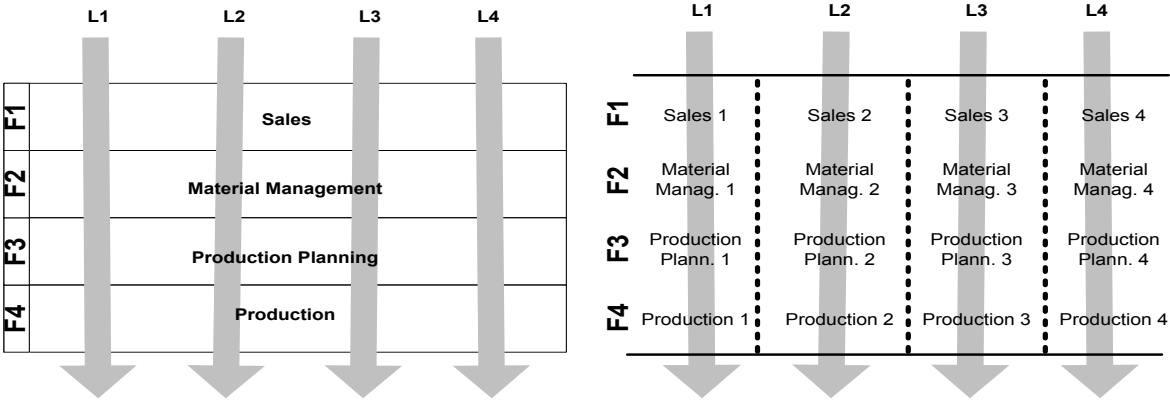 L1 L2 L3 L4
F1 Sales
F2 Material Management
F3 Production Planning
F4 Production
L1 L2 L3 L4
F1 Sales 1 Sales 2 Sales 3 Sales 4
F2 Material Material Material Material
Manag. 1 Manag. 2 Manag. 3 Manag. 4
F3 Production Production Production Production
Plann. 1 Plann. 2 Plann. 3 Plann. 4
F4 Production 1 Production 2 Production 3 Production 4